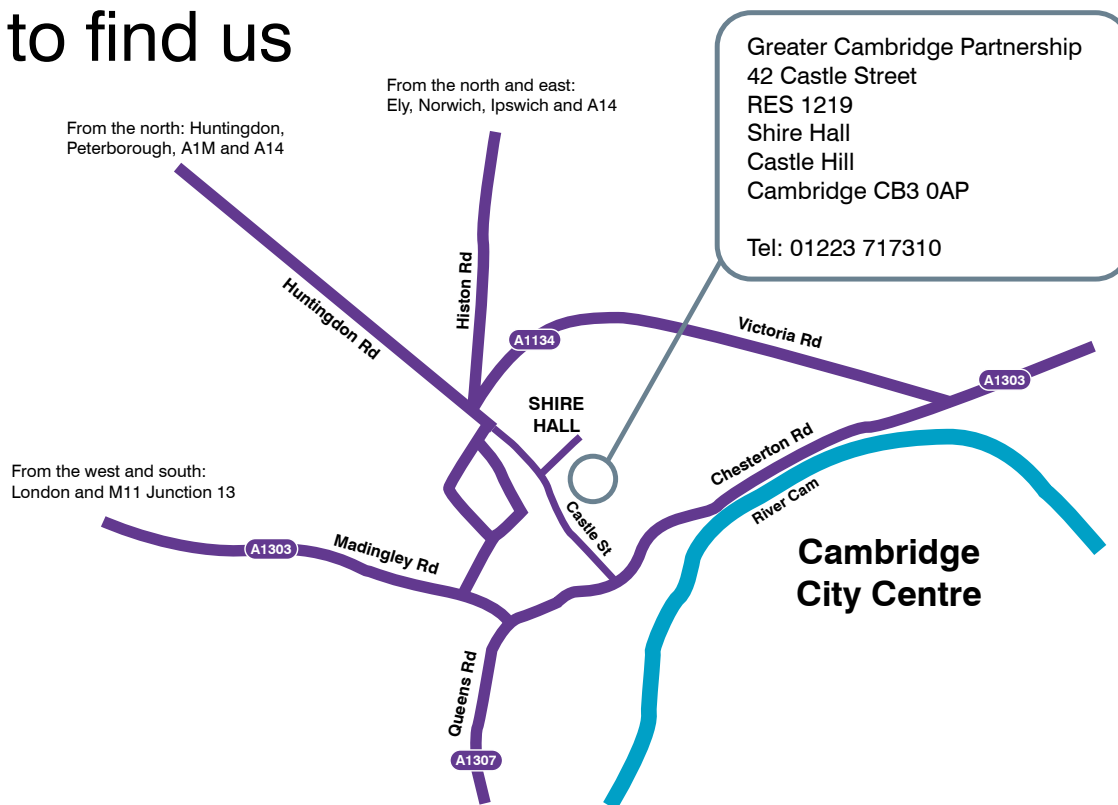 to find us
Greater Cambridge Partnership
42 Castle Street
RES 1219
Shire Hall
Castle Hill
Cambridge CB3 0AP
Tel: 01223 717310
From the north and east:
Ely, Norwich, Ipswich and A14
From the north: Huntingdon,
Peterborough, A1M and A14
Huntingdon Rd
Histon Rd
A1134
Victoria Rd
A1303
SHIRE
HALL
Chesterton Rd
River Cam
From the west and south:
London and M11 Junction 13
A1303
Madingley Rd
Castle St
Cambridge
City Centre
Queens Rd
A1307